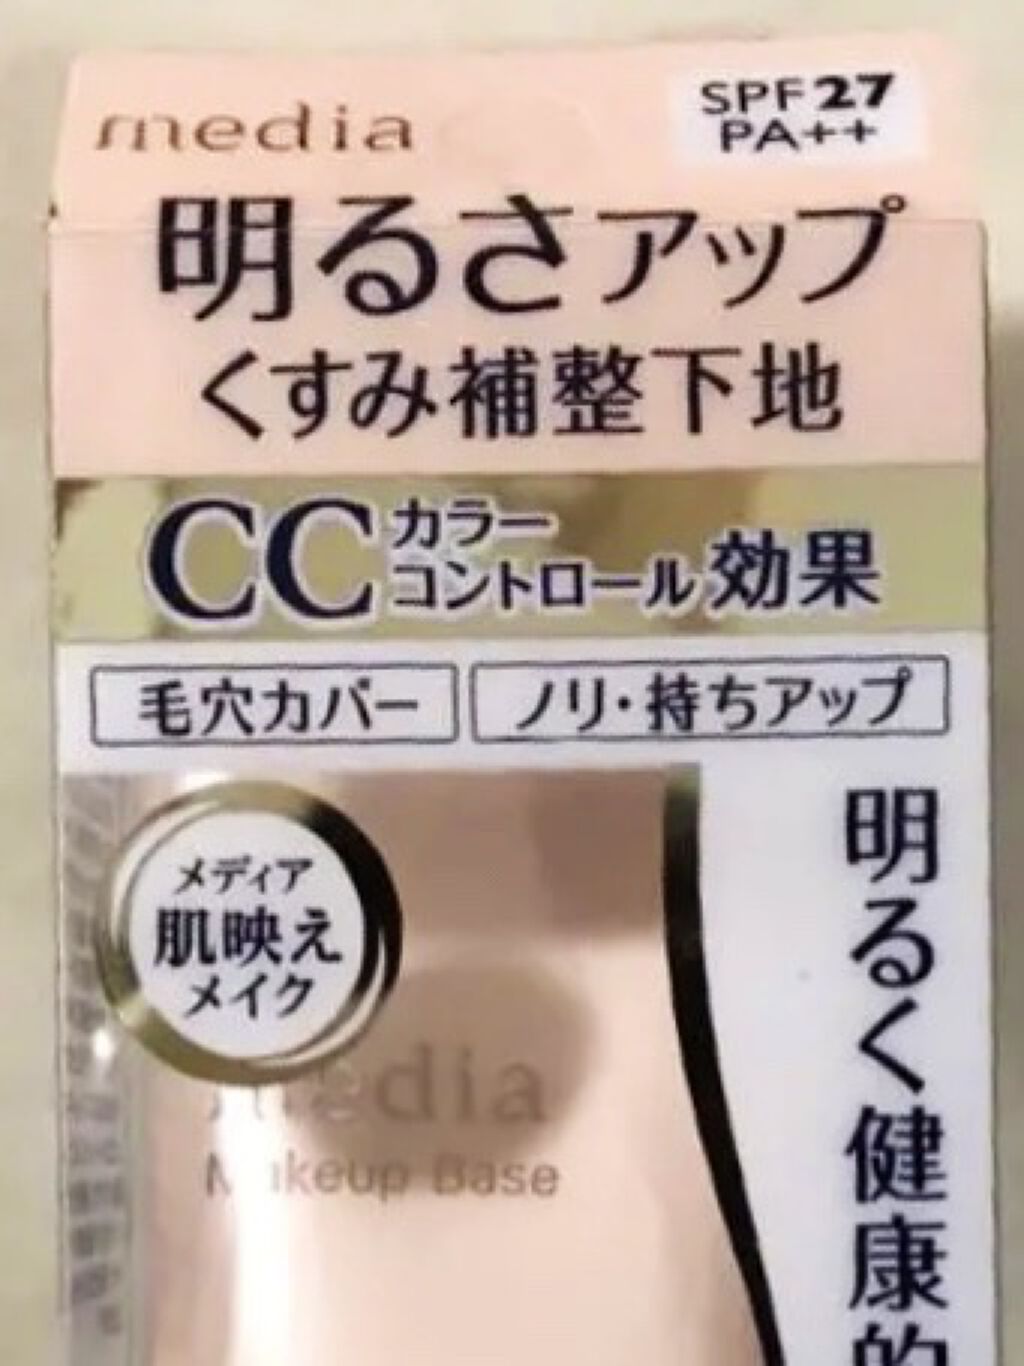 media
SPF27
PA++
明るさアップ
くすみ補整下地
CCカラーコントロール効果
毛穴カバー
ノリ・持ちアップ
メディア
肌映え
メイク
media
Makeup Base
明るく健康的